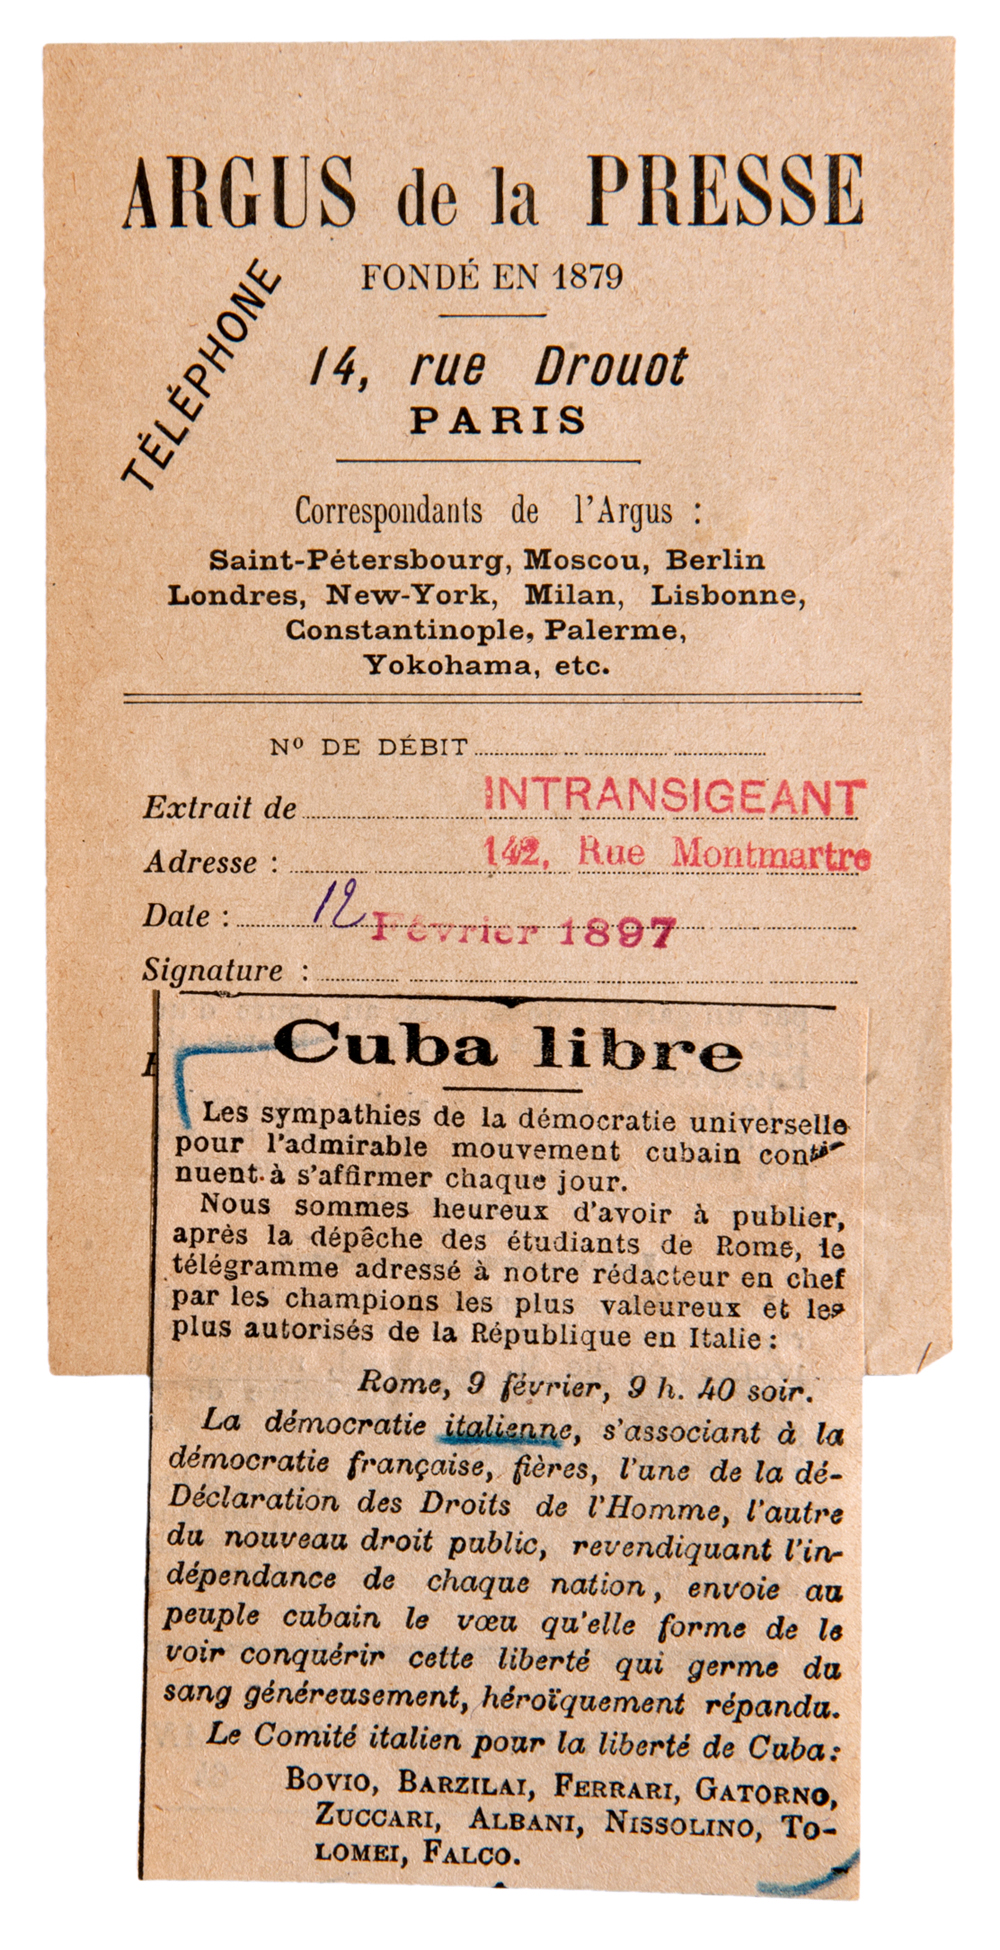 ARGUS de la PRESSE
FONDÉ EN 1879
TÉLÉPHONE
14, rue Drouot
PARIS
Correspondants de l'Argus :
Saint-Pétersbourg, Moscou, Berlin
Londres, New-York, Milan, Lisbonne,
Constantinople, Palerme,
Yokohama, etc.
Nº DE DÉBIT
Extrait de INTRANSIGEANT
Adresse : 142, Rue Montmartre
Date : 12 Février 1897
Signature :
Cuba libre
Les sympathies de la démocratie universelle
pour l'admirable mouvement cubain conti-
nuent à s'affirmer chaque jour.
Nous sommes heureux d'avoir à publier,
après la dépêche des étudiants de Rome, le
télégramme adressé à notre rédacteur en chef
par les champions les plus valeureux et les
plus autorisés de la République en Italie :
Rome, 9 février, 9 h. 40 soir.
La démocratie italienne, s'associant à la
démocratie française, fières, l'une de la dé-
Déclaration des Droits de l'Homme, l'autre
du nouveau droit public, revendiquant l'in-
dépendance de chaque nation, envoie au
peuple cubain le vœu qu'elle forme de le
voir conquérir cette liberté qui germe du
sang généreusement, héroïquement répandu.
Le Comité italien pour la liberté de Cuba :
BOVIO, BARZILAI, FERRARI, GATORNO,
ZUCCARI, ALBANI, NISSOLINO, TO-
LOMEI, FALCO.